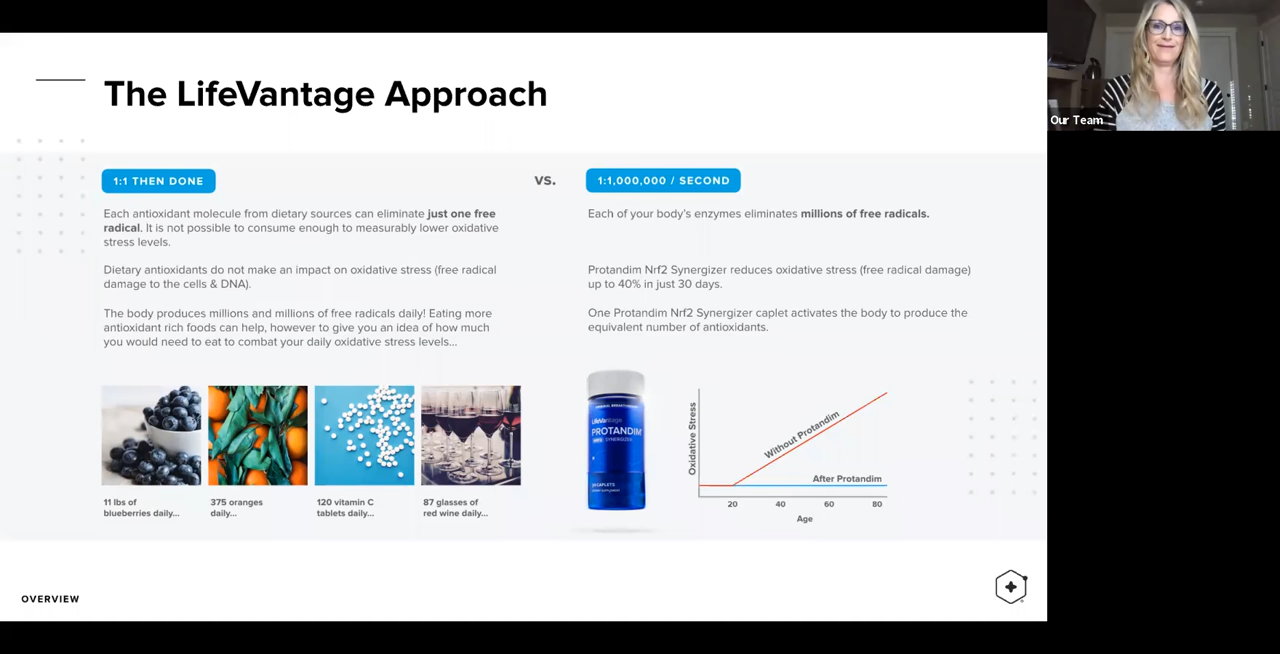 The LifeVantage Approach
Our Team
1:1 THEN DONE
Each antioxidant molecule from dietary sources can eliminate just one free
radical. It is not possible to consume enough to measurably lower oxidative
stress levels.
Dietary antioxidants do not make an impact on oxidative stress (free radical
damage to the cells & DNA).
The body produces millions and millions of free radicals daily! Eating more
antioxidant rich foods can help, however to give you an idea of how much
you would need to eat to combat your daily oxidative stress levels...
11 lbs of
blueberries daily...
375 oranges
daily...
120 vitamin C
tablets daily...
87 glasses of
red wine daily...
VS.
1:1,000,000 / SECOND
Each of your body's enzymes eliminates millions of free radicals.
Protandim Nrf2 Synergizer reduces oxidative stress (free radical damage)
up to 40% in just 30 days.
One Protandim Nrf2 Synergizer caplet activates the body to produce the
equivalent number of antioxidants.
LifeVantage
PROTANDIM
SYNERGIZER
Oxidative Stress
Without Protandim
After Protandim
20 40 60 80
Age
OVERVIEW